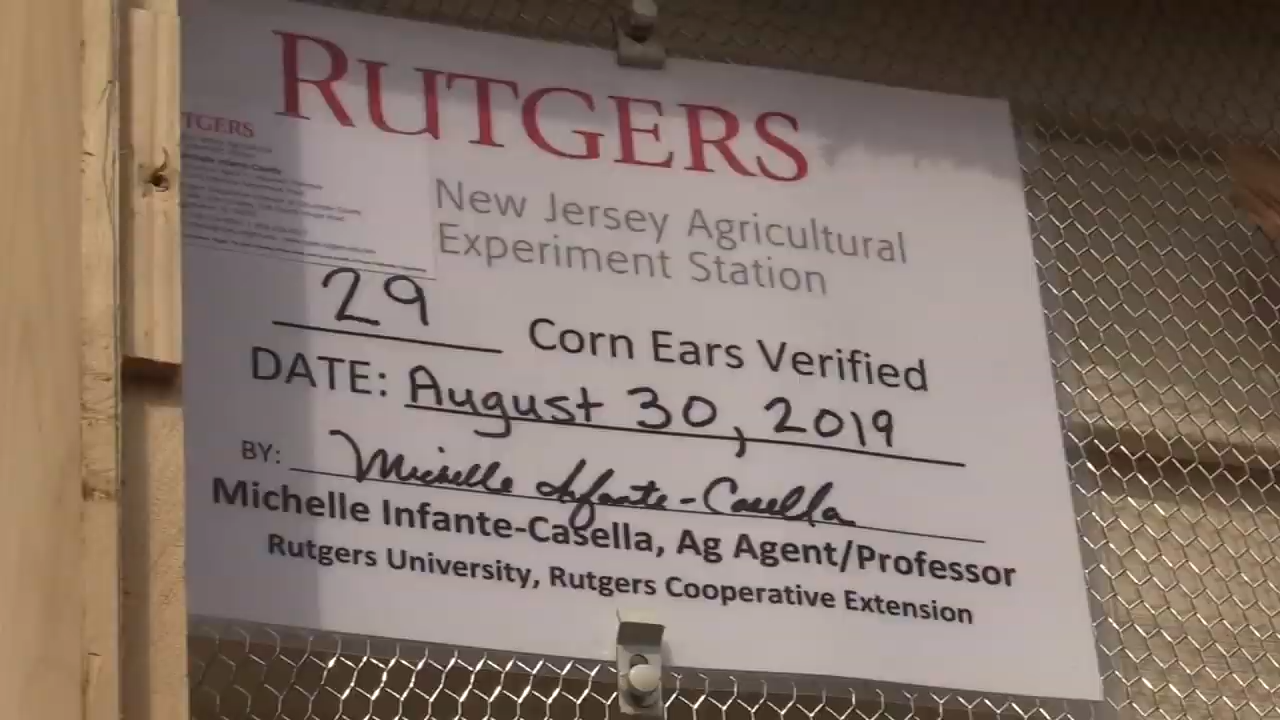 RUTGERS
TGERS
New Jersey Agricultural
Experiment Station
29 Corn Ears Verified
DATE: August 30, 2019
BY: Michelle Infante-Casella
Michelle Infante-Casella, Ag Agent/Professor
Rutgers University, Rutgers Cooperative Extension